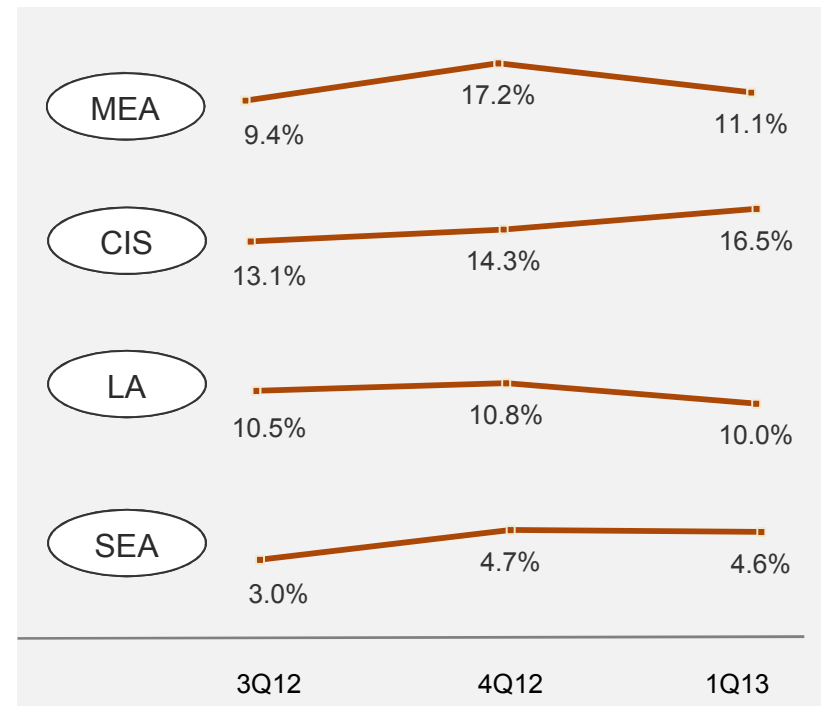 MEA
9.4%
17.2%
11.1%
CIS
13.1%
14.3%
16.5%
LA
10.5%
10.8%
10.0%
SEA
3.0%
4.7%
4.6%
3Q12 4Q12 1Q13